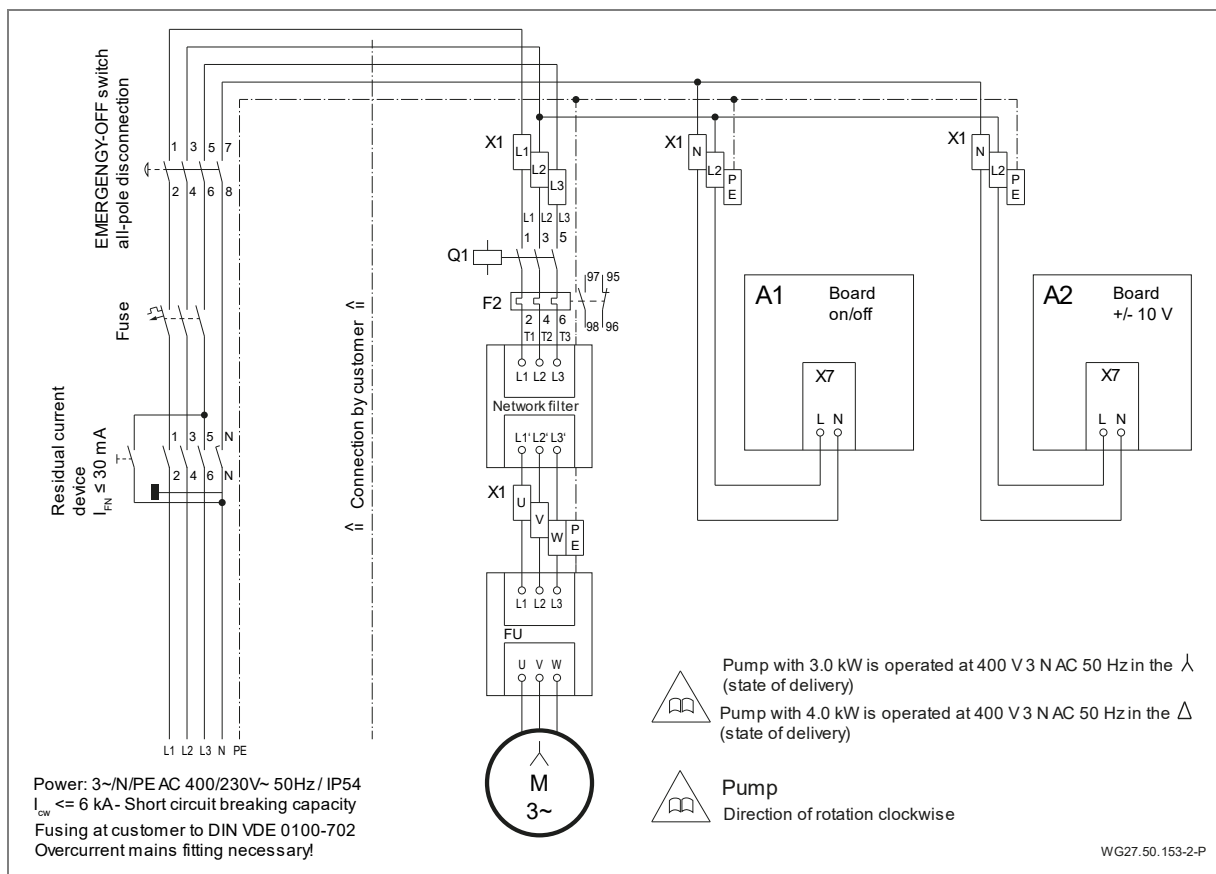 EMERGENGY-OFF switch
all-pole disconnection
1 3 5 7
2 4 6 8
Fuse
Residual current
device
I_FN ≤ 30 mA
1 3 5 N
2 4 6 N
L1 L2 L3 N PE
<= Connection by customer <=
X1
L1
L2
L3
L1 L2 L3
1 3 5
Q1
97 95
F2
2 4 6
98 96
T1 T2 T3
L1 L2 L3
Network filter
L1‘ L2‘ L3‘
X1
U
V
W
PE
L1 L2 L3
FU
U V W
M
3~
X1
N
L2
PE
A1 Board
on/off
X7
L N
X1
N
L2
PE
A2 Board
+/- 10 V
X7
L N
Pump with 3.0 kW is operated at 400 V 3 N AC 50 Hz in the ⅄
(state of delivery)
Pump with 4.0 kW is operated at 400 V 3 N AC 50 Hz in the Δ
(state of delivery)
Pump
Direction of rotation clockwise
Power: 3~/N/PE AC 400/230V~ 50Hz / IP54
I_cw <= 6 kA- Short circuit breaking capacity
Fusing at customer to DIN VDE 0100-702
Overcurrent mains fitting necessary!
WG27.50.153-2-P